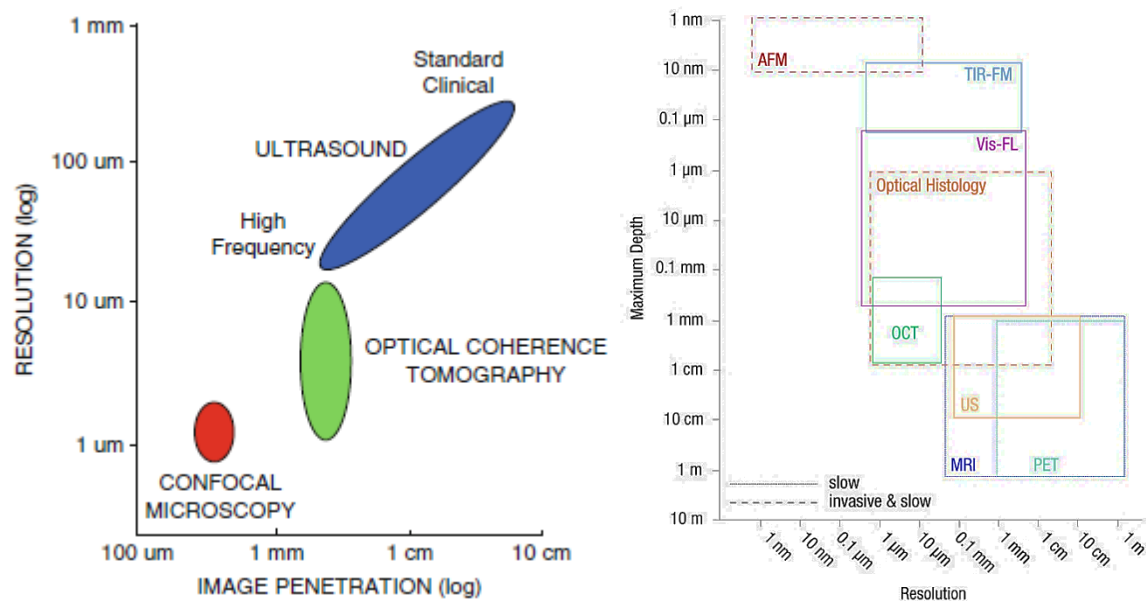 1 mm
100 um
10 um
1 um
RESOLUTION (log)
Standard
Clinical
ULTRASOUND
High
Frequency
OPTICAL COHERENCE
TOMOGRAPHY
CONFOCAL
MICROSCOPY
100 um
1 mm
1 cm
10 cm
IMAGE PENETRATION (log)
1 nm
10 nm
0.1 µm
1 µm
10 µm
0.1 mm
1 mm
1 cm
10 cm
1 m
10 m
Maximum Depth
AFM
TIR-FM
Vis-FL
Optical Histology
OCT
US
MRI
PET
slow
invasive & slow
1 nm
10 nm
0.1 µm
1 µm
10 µm
0.1 mm
1 mm
1 cm
10 cm
1 m
Resolution